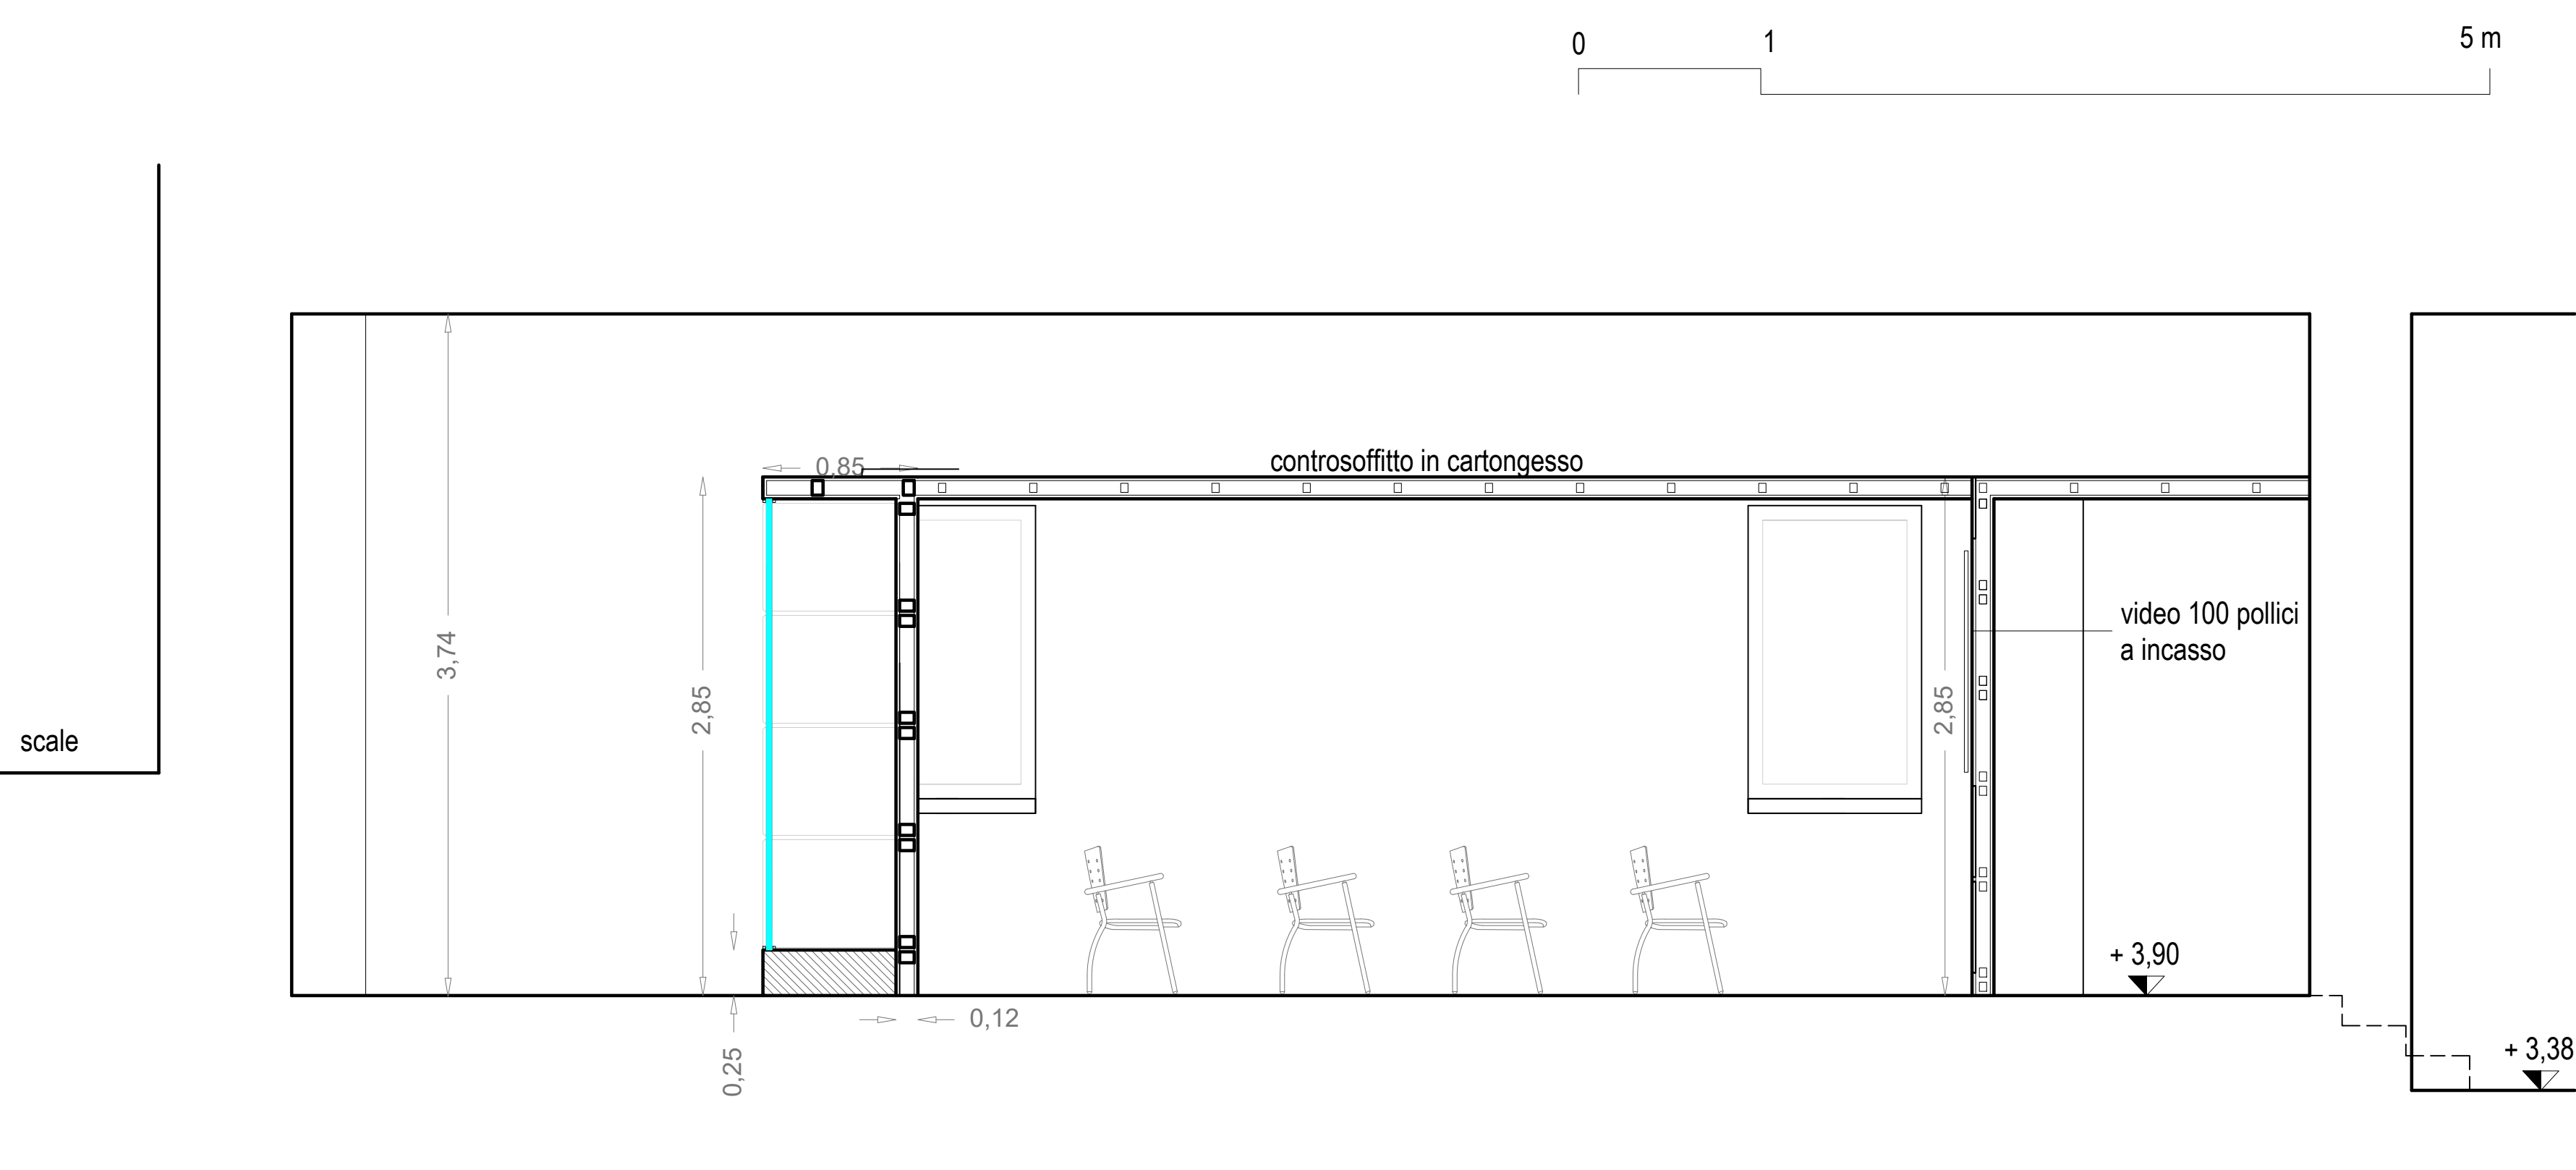 0
1
5 m
0,85
controsoffitto in cartongesso
3,74
2,85
2,85
video 100 pollici
a incasso
scale
+ 3,90
0,12
0,25
+ 3,38